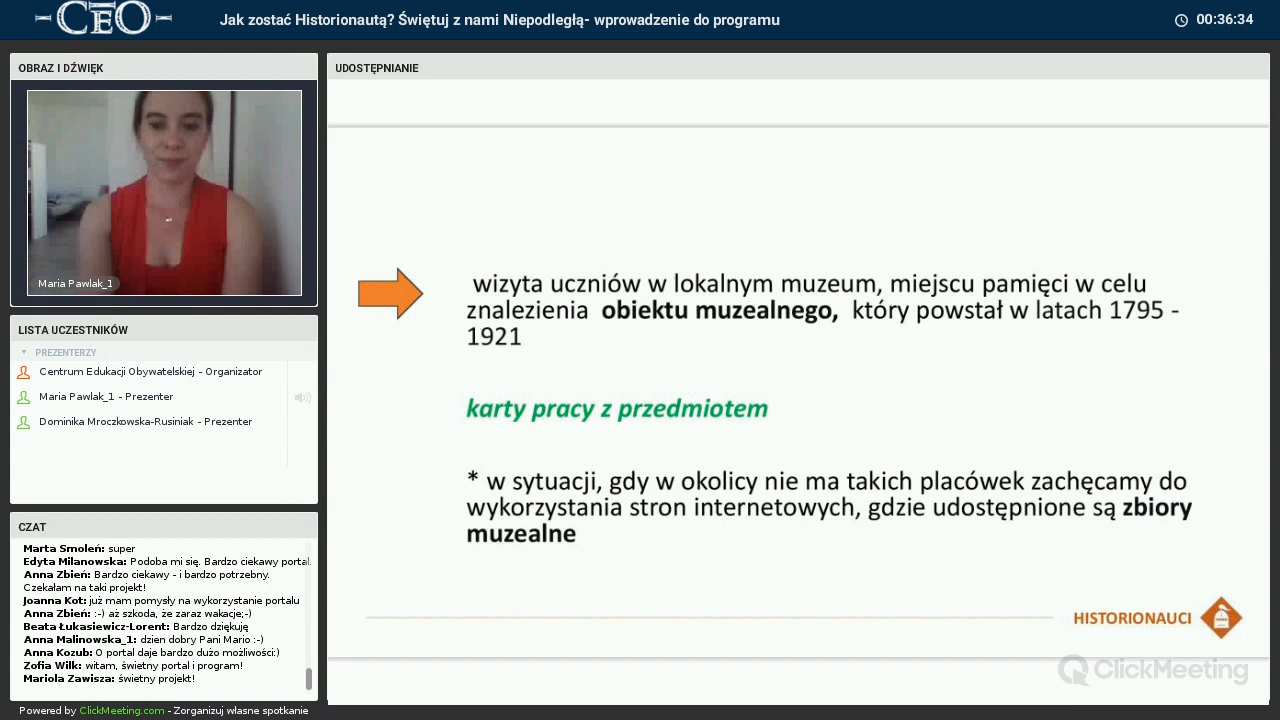 CEO
Jak zostać Historionautą? Świętuj z nami Niepodległą- wprowadzenie do programu
00:36:34
OBRAZ I DŹWIĘK
Maria Pawlak_1
LISTA UCZESTNIKÓW
PREZENTERZY
Centrum Edukacji Obywatelskiej - Organizator
Maria Pawlak_1 - Prezenter
Dominika Mroczkowska-Rusiniak - Prezenter
CZAT
Marta Smoleń: super
Edyta Milanowska: Podoba mi się. Bardzo ciekawy portal.
Anna Zbień: Bardzo ciekawy - i bardzo potrzebny.
Czekałam na taki projekt!
Joanna Kot: już mam pomysły na wykorzystanie portalu
Anna Zbień: :-) aż szkoda, że zaraz wakacje;-)
Beata Łukasiewicz-Lorent: Bardzo dziękuję
Anna Malinowska_1: dzien dobry Pani Mario :-)
Anna Kozub: O portal daje bardzo dużo możliwości:)
Zofia Wilk: witam, świetny portal i program!
Mariola Zawisza: świetny projekt!
Powered by ClickMeeting.com - Zorganizuj własne spotkanie
UDOSTĘPNIANIE
wizyta uczniów w lokalnym muzeum, miejscu pamięci w celu
znalezienia obiektu muzealnego, który powstał w latach 1795 -
1921
karty pracy z przedmiotem
* w sytuacji, gdy w okolicy nie ma takich placówek zachęcamy do
wykorzystania stron internetowych, gdzie udostępnione są zbiory
muzealne
HISTORIONAUCI
ClickMeeting